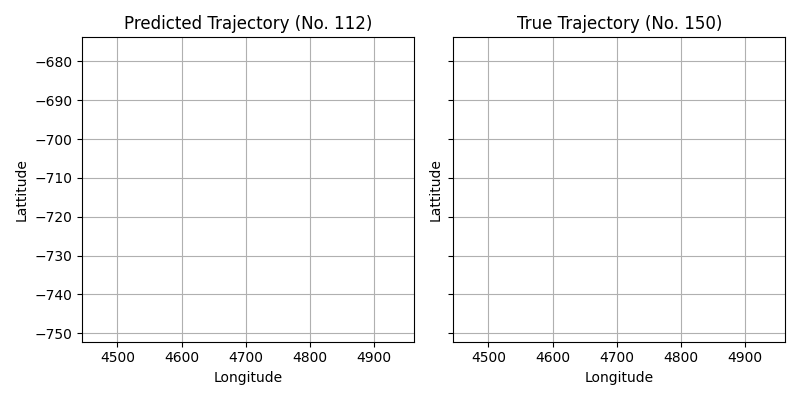 Predicted Trajectory (No. 112)
True Trajectory (No. 150)
−680
−690
−700
−710
−720
−730
−740
−750
Lattitude
Lattitude
4500 4600 4700 4800 4900
4500 4600 4700 4800 4900
Longitude
Longitude